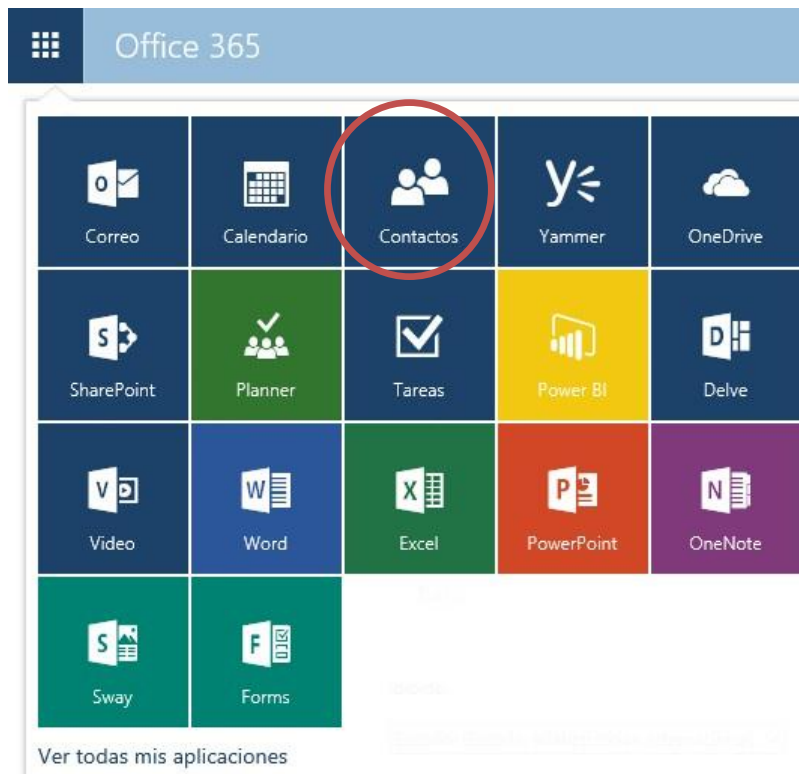 Office 365
Correo Calendario Contactos Yammer OneDrive
SharePoint Planner Tareas Power BI Delve
Video Word Excel PowerPoint OneNote
Sway Forms
Ver todas mis aplicaciones